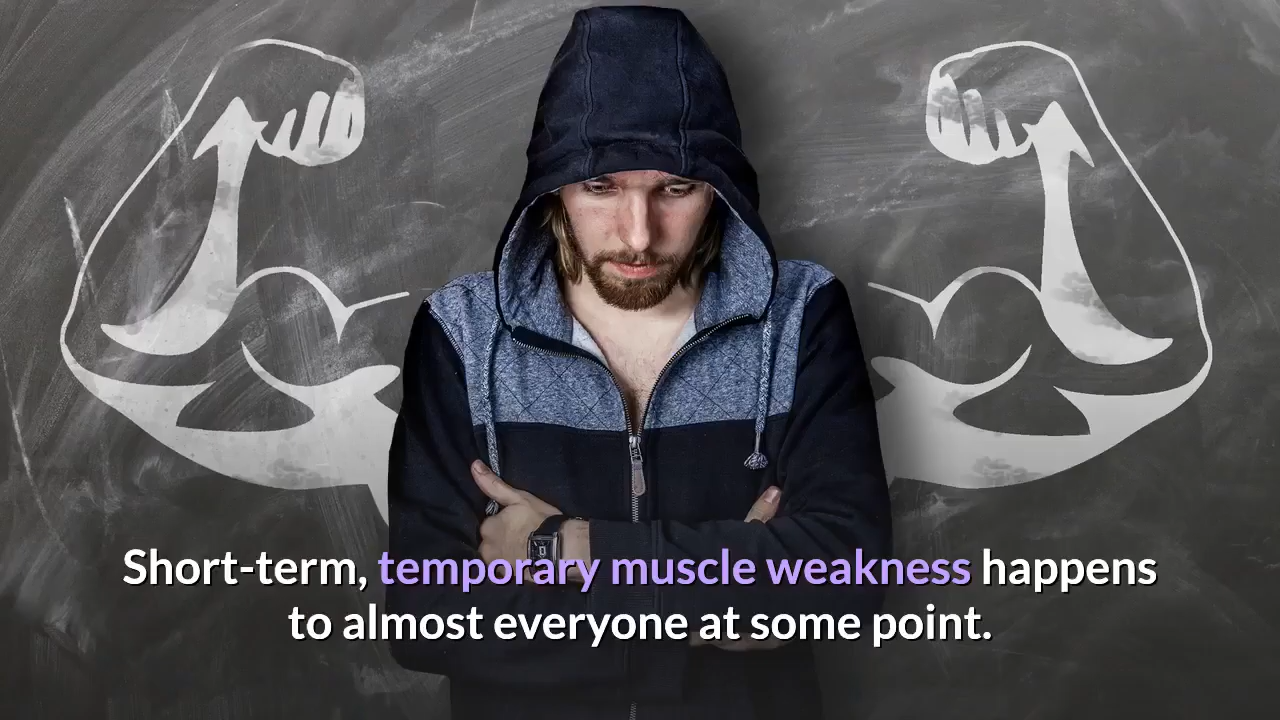 Short-term, temporary muscle weakness happens
to almost everyone at some point.